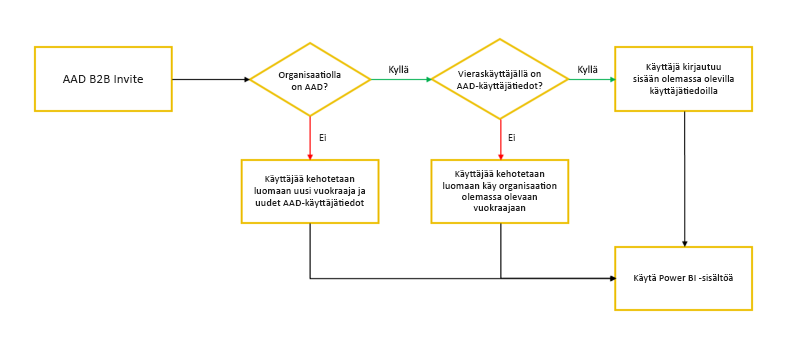 AAD B2B Invite
Organisaatiolla
on AAD?
Kyllä
Vieraskäyttäjällä on
AAD-käyttäjätiedot?
Kyllä
Käyttäjä kirjautuu
sisään olemassa olevilla
käyttäjätiedoilla
Ei
Ei
Käyttäjää kehotetaan
luomaan uusi vuokraaja ja
uudet AAD-käyttäjätiedot
Käyttäjää kehotetaan
luomaan käy organisaation
olemassa olevaan
vuokraajaan
Käytä Power BI -sisältöä